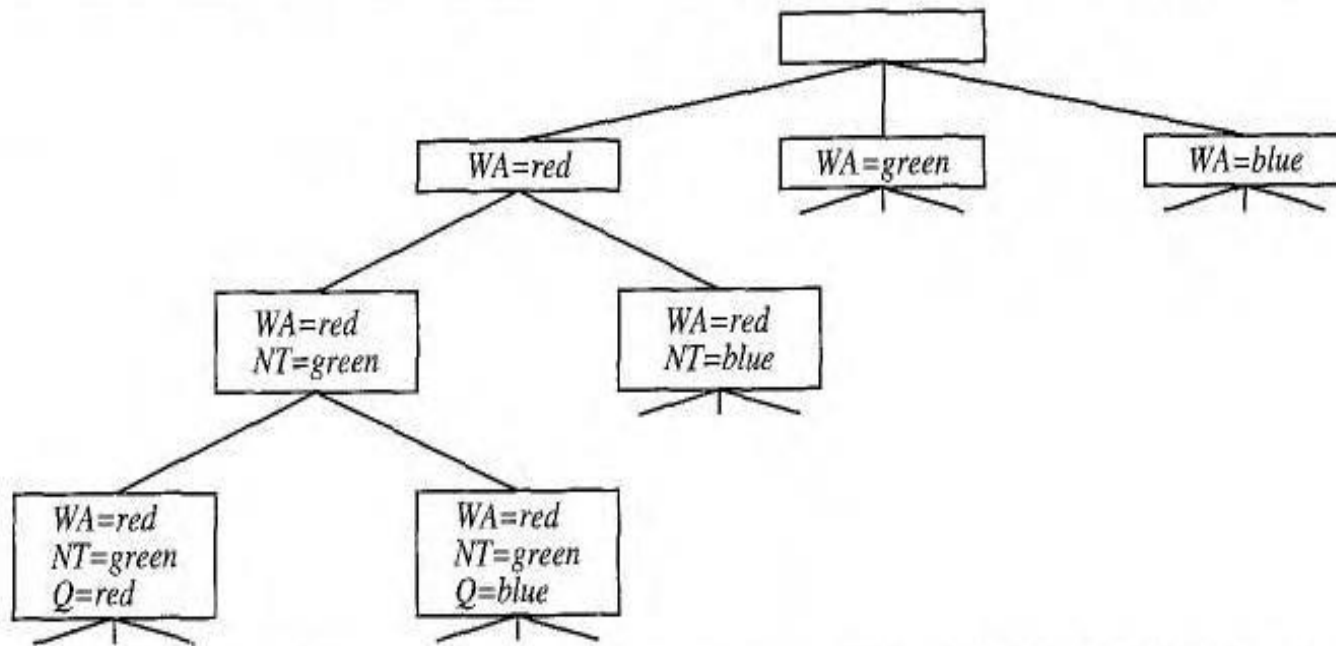 WA=red
WA=green
WA=blue
WA=red
NT=green
WA=red
NT=blue
WA=red
NT=green
Q=red
WA=red
NT=green
Q=blue